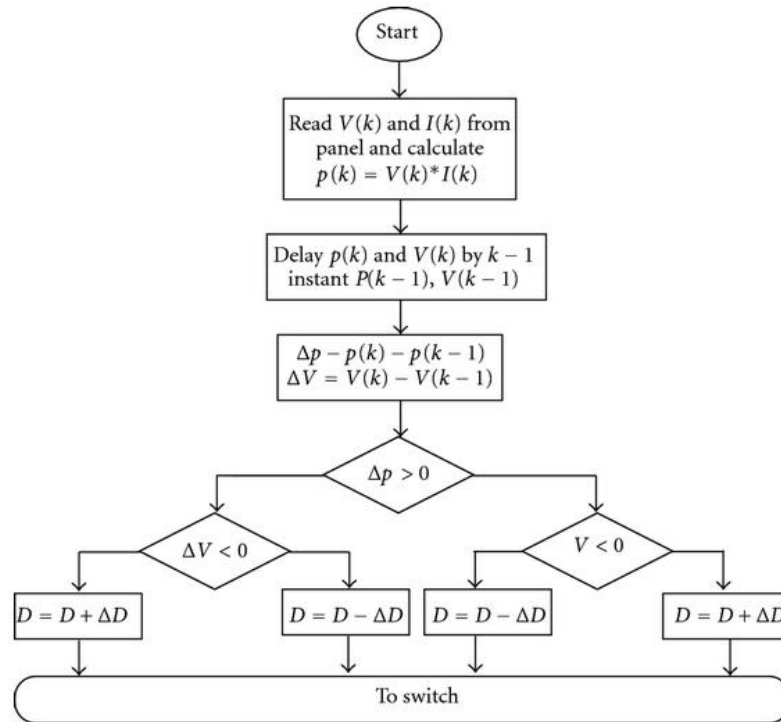 Start
Read V(k) and I(k) from
panel and calculate
p(k) = V(k)* I(k)
Delay p(k) and V(k) by k − 1
instant P(k − 1), V(k − 1)
Δp − p(k) − p(k − 1)
ΔV = V(k) − V(k − 1)
Δp > 0
ΔV < 0
V < 0
D = D + ΔD
D = D − ΔD
D = D − ΔD
D = D + ΔD
To switch